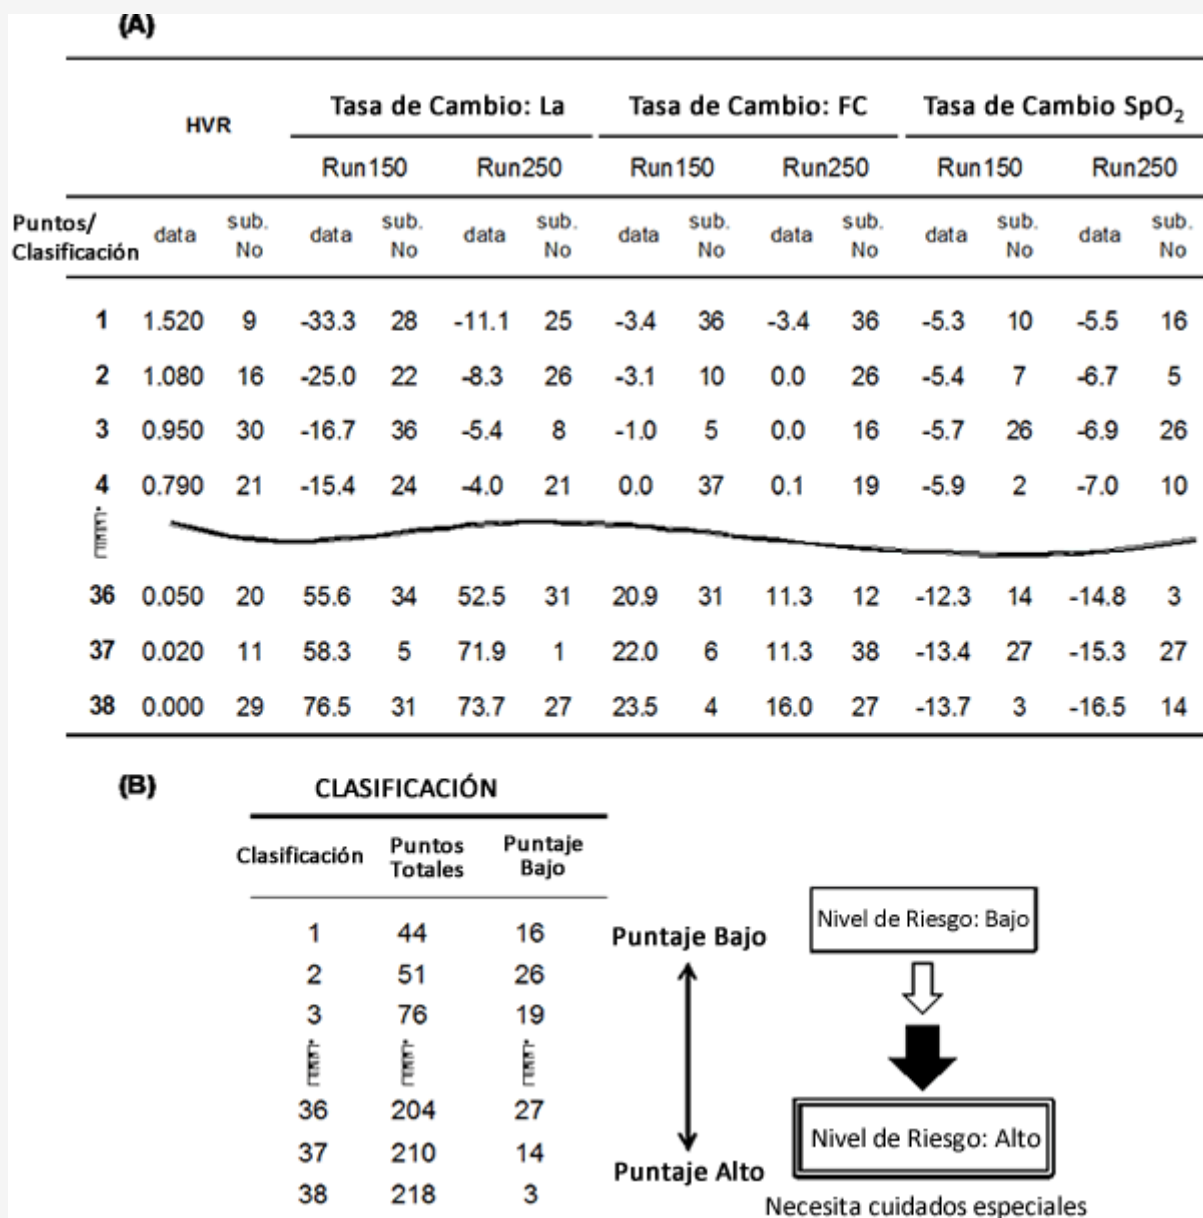 (A)
HVR Tasa de Cambio: La Tasa de Cambio: FC Tasa de Cambio SpO2
Run150 Run250 Run150 Run250 Run150 Run250
Puntos/
Clasificación data sub. No data sub. No data sub. No data sub. No data sub. No data sub. No data sub. No
1 1.520 9 -33.3 28 -11.1 25 -3.4 36 -3.4 36 -5.3 10 -5.5 16
2 1.080 16 -25.0 22 -8.3 26 -3.1 10 0.0 26 -5.4 7 -6.7 5
3 0.950 30 -16.7 36 -5.4 8 -1.0 5 0.0 16 -5.7 26 -6.9 26
4 0.790 21 -15.4 24 -4.0 21 0.0 37 0.1 19 -5.9 2 -7.0 10
36 0.050 20 55.6 34 52.5 31 20.9 31 11.3 12 -12.3 14 -14.8 3
37 0.020 11 58.3 5 71.9 1 22.0 6 11.3 38 -13.4 27 -15.3 27
38 0.000 29 76.5 31 73.7 27 23.5 4 16.0 27 -13.7 3 -16.5 14
(B)
CLASIFICACIÓN
Clasificación Puntos Totales Puntaje Bajo
1 44 16
2 51 26
3 76 19
36 204 27
37 210 14
38 218 3
Puntaje Bajo
Puntaje Alto
Nivel de Riesgo: Bajo
Nivel de Riesgo: Alto
Necesita cuidados especiales